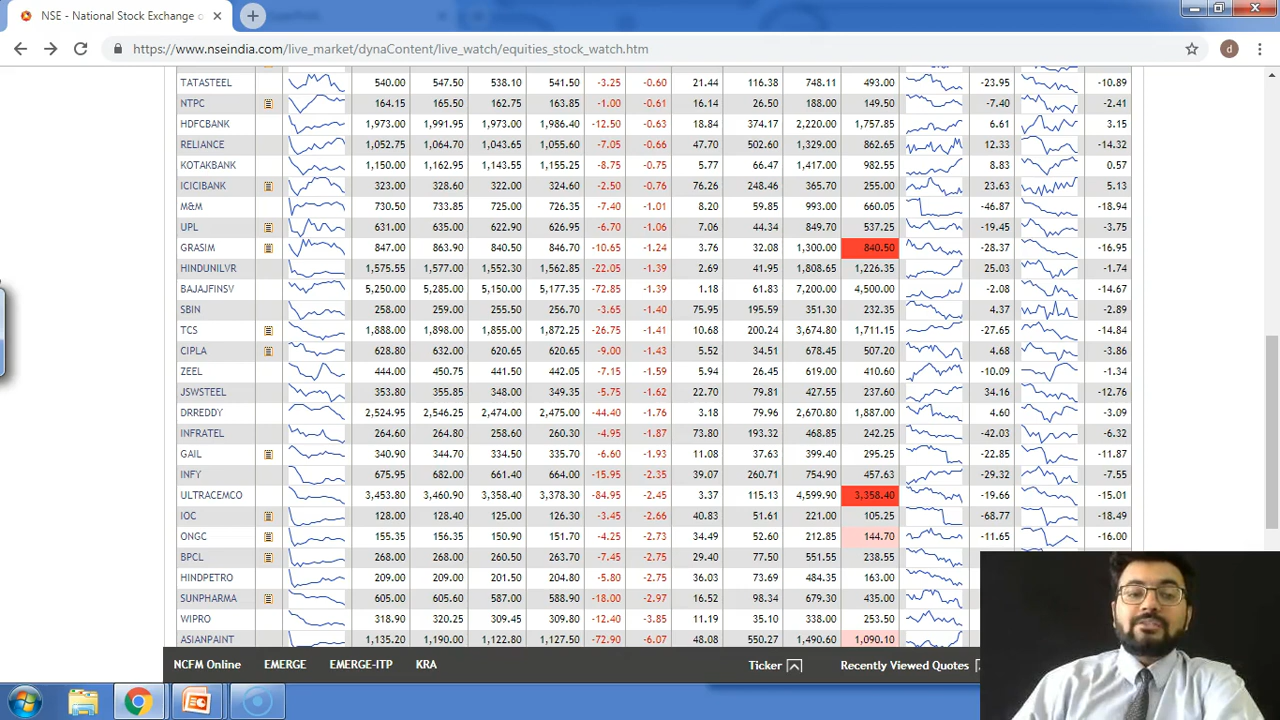 NSE - National Stock Exchange o
https://www.nseindia.com/live_market/dynaContent/live_watch/equities_stock_watch.htm
d
TATASTEEL 540.00 547.50 538.10 541.50 -3.25 -0.60 21.44 116.38 748.11 493.00 -23.95 -10.89
NTPC 164.15 165.50 162.75 163.85 -1.00 -0.61 16.14 26.50 188.00 149.50 -7.40 -2.41
HDFCBANK 1,973.00 1,991.95 1,973.00 1,986.40 -12.50 -0.63 18.84 374.17 2,220.00 1,757.85 6.61 3.15
RELIANCE 1,052.75 1,064.70 1,043.65 1,055.60 -7.05 -0.66 47.70 502.60 1,329.00 862.65 12.33 -14.32
KOTAKBANK 1,150.00 1,162.95 1,143.55 1,155.25 -8.75 -0.75 5.77 66.47 1,417.00 982.55 8.83 0.57
ICICIBANK 323.00 328.60 322.00 324.60 -2.50 -0.76 76.26 248.46 365.70 255.00 23.63 5.13
M&M 730.50 733.85 725.00 726.35 -7.40 -1.01 8.20 59.85 993.00 660.05 -46.87 -18.94
UPL 631.00 635.00 622.90 626.95 -6.70 -1.06 7.06 44.34 849.70 537.25 -19.45 -3.75
GRASIM 847.00 863.90 840.50 846.70 -10.65 -1.24 3.76 32.08 1,300.00 840.50 -28.37 -16.95
HINDUNILVR 1,575.55 1,577.00 1,552.30 1,562.85 -22.05 -1.39 2.69 41.95 1,808.65 1,226.35 25.03 -1.74
BAJAJFINSV 5,250.00 5,285.00 5,150.00 5,177.35 -72.85 -1.39 1.18 61.83 7,200.00 4,500.00 -2.08 -14.67
SBIN 258.00 259.00 255.50 256.70 -3.65 -1.40 75.95 195.59 351.30 232.35 4.37 -2.89
TCS 1,888.00 1,898.00 1,855.00 1,872.25 -26.75 -1.41 10.68 200.24 3,674.80 1,711.15 -27.65 -14.84
CIPLA 628.80 632.00 620.65 620.65 -9.00 -1.43 5.52 34.51 678.45 507.20 4.68 -3.86
ZEEL 444.00 450.75 441.50 442.05 -7.15 -1.59 5.94 26.45 619.00 410.60 -10.09 -1.34
JSWSTEEL 353.80 355.85 348.00 349.35 -5.75 -1.62 22.70 79.81 427.55 237.60 34.16 -12.76
DRREDDY 2,524.95 2,546.25 2,474.00 2,475.00 -44.40 -1.76 3.18 79.96 2,670.80 1,887.00 4.60 -3.09
INFRATEL 264.60 264.80 258.60 260.30 -4.95 -1.87 73.80 193.32 468.85 242.25 -42.03 -6.32
GAIL 340.90 344.70 334.50 335.70 -6.60 -1.93 11.08 37.63 399.40 295.25 -22.85 -11.87
INFY 675.95 682.00 661.40 664.00 -15.95 -2.35 39.07 260.71 754.90 457.63 -29.32 -7.55
ULTRACEMCO 3,453.80 3,460.90 3,358.40 3,378.30 -84.95 -2.45 3.37 115.13 4,599.90 3,358.40 -19.66 -15.01
IOC 128.00 128.40 125.00 126.30 -3.45 -2.66 40.83 51.61 221.00 105.25 -68.77 -18.49
ONGC 155.35 156.35 150.90 151.70 -4.25 -2.73 34.49 52.60 212.85 144.70 -11.65 -16.00
BPCL 268.00 268.00 260.50 263.70 -7.45 -2.75 29.40 77.50 551.55 238.55
HINDPETRO 209.00 209.00 201.50 204.80 -5.80 -2.75 36.03 73.69 484.35 163.00
SUNPHARMA 605.00 605.60 587.00 588.90 -18.00 -2.97 16.52 98.34 679.30 435.00
WIPRO 318.90 320.25 309.45 309.80 -12.40 -3.85 11.19 35.10 408.00 253.50
ASIANPAINT 1,135.20 1,190.00 1,122.80 1,127.50 -72.90 -6.07 48.08 550.27 1,490.60 1,090.10
NCFM Online EMERGE EMERGE-ITP KRA Ticker Recently Viewed Quotes